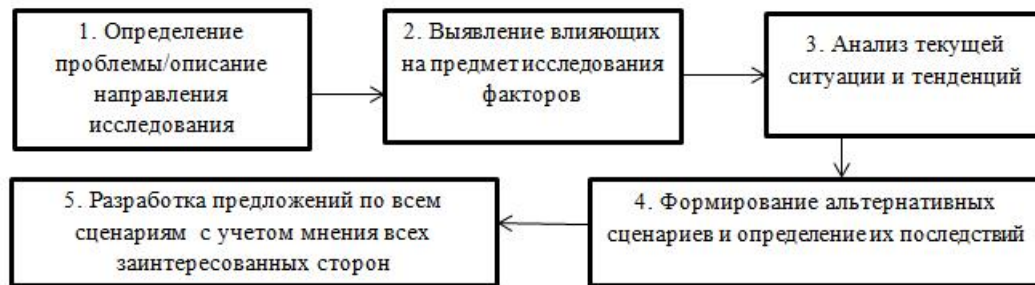 1. Определение
проблемы/описание
направления
исследования
2. Выявление влияющих
на предмет исследования
факторов
3. Анализ текущей
ситуации и тенденций
4. Формирование альтернативных
сценариев и определение их последствий
5. Разработка предложений по всем
сценариям с учетом мнения всех
заинтересованных сторон